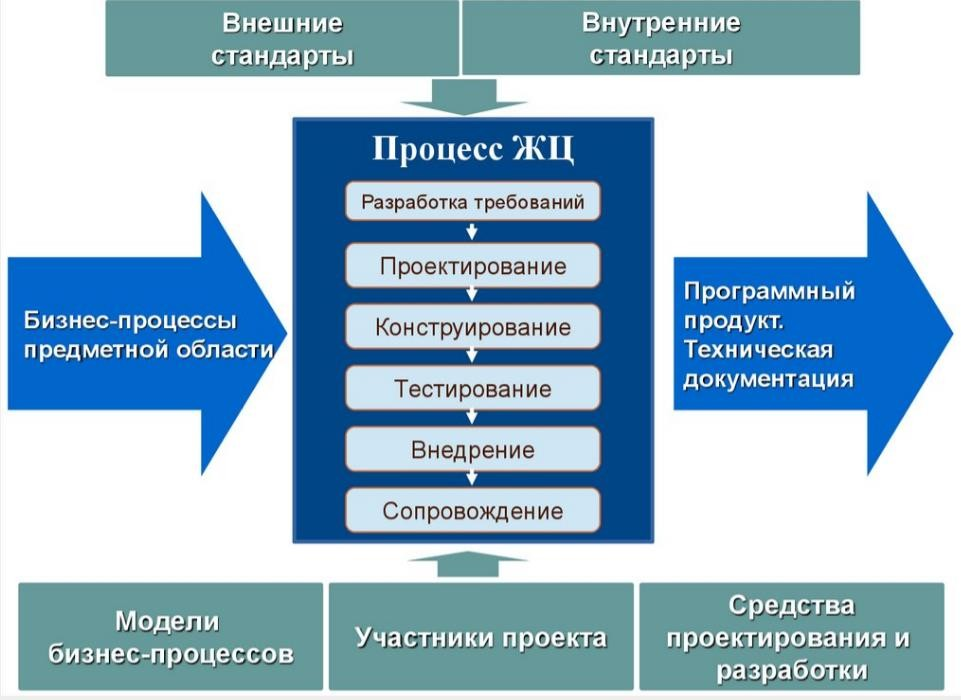 Внешние
стандарты
Внутренние
стандарты
Процесс ЖЦ
Разработка требований
Проектирование
Конструирование
Тестирование
Внедрение
Сопровождение
Бизнес-процессы
предметной области
Программный
продукт.
Техническая
документация
Модели
бизнес-процессов
Участники проекта
Средства
проектирования и
разработки